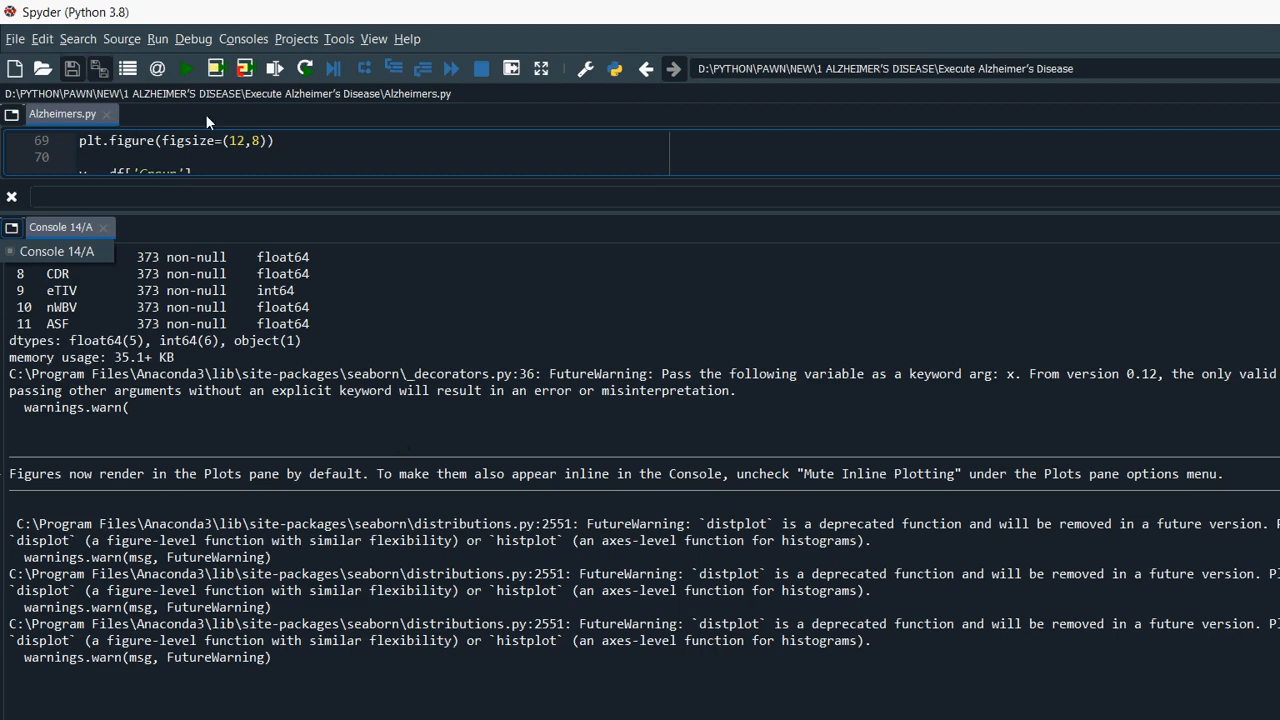 Spyder (Python 3.8)
File Edit Search Source Run Debug Consoles Projects Tools View Help
D:\PYTHON\PAWN\NEW\1 ALZHEIMER'S DISEASE\Execute Alzheimer's Disease
D:\PYTHON\PAWN\NEW\1 ALZHEIMER'S DISEASE\Execute Alzheimer's Disease\Alzheimers.py
Alzheimers.py
69 plt.figure(figsize=(12,8))
70
Console 14/A
Console 14/A
373 non-null float64
8 CDR 373 non-null float64
9 eTIV 373 non-null int64
10 nWBV 373 non-null float64
11 ASF 373 non-null float64
dtypes: float64(5), int64(6), object(1)
memory usage: 35.1+ KB
C:\Program Files\Anaconda3\lib\site-packages\seaborn\_decorators.py:36: FutureWarning: Pass the following variable as a keyword arg: x. From version 0.12, the only valid
passing other arguments without an explicit keyword will result in an error or misinterpretation.
warnings.warn(
Figures now render in the Plots pane by default. To make them also appear inline in the Console, uncheck "Mute Inline Plotting" under the Plots pane options menu.
C:\Program Files\Anaconda3\lib\site-packages\seaborn\distributions.py:2551: FutureWarning: `distplot` is a deprecated function and will be removed in a future version.
`displot` (a figure-level function with similar flexibility) or `histplot` (an axes-level function for histograms).
warnings.warn(msg, FutureWarning)
C:\Program Files\Anaconda3\lib\site-packages\seaborn\distributions.py:2551: FutureWarning: `distplot` is a deprecated function and will be removed in a future version.
`displot` (a figure-level function with similar flexibility) or `histplot` (an axes-level function for histograms).
warnings.warn(msg, FutureWarning)
C:\Program Files\Anaconda3\lib\site-packages\seaborn\distributions.py:2551: FutureWarning: `distplot` is a deprecated function and will be removed in a future version.
`displot` (a figure-level function with similar flexibility) or `histplot` (an axes-level function for histograms).
warnings.warn(msg, FutureWarning)